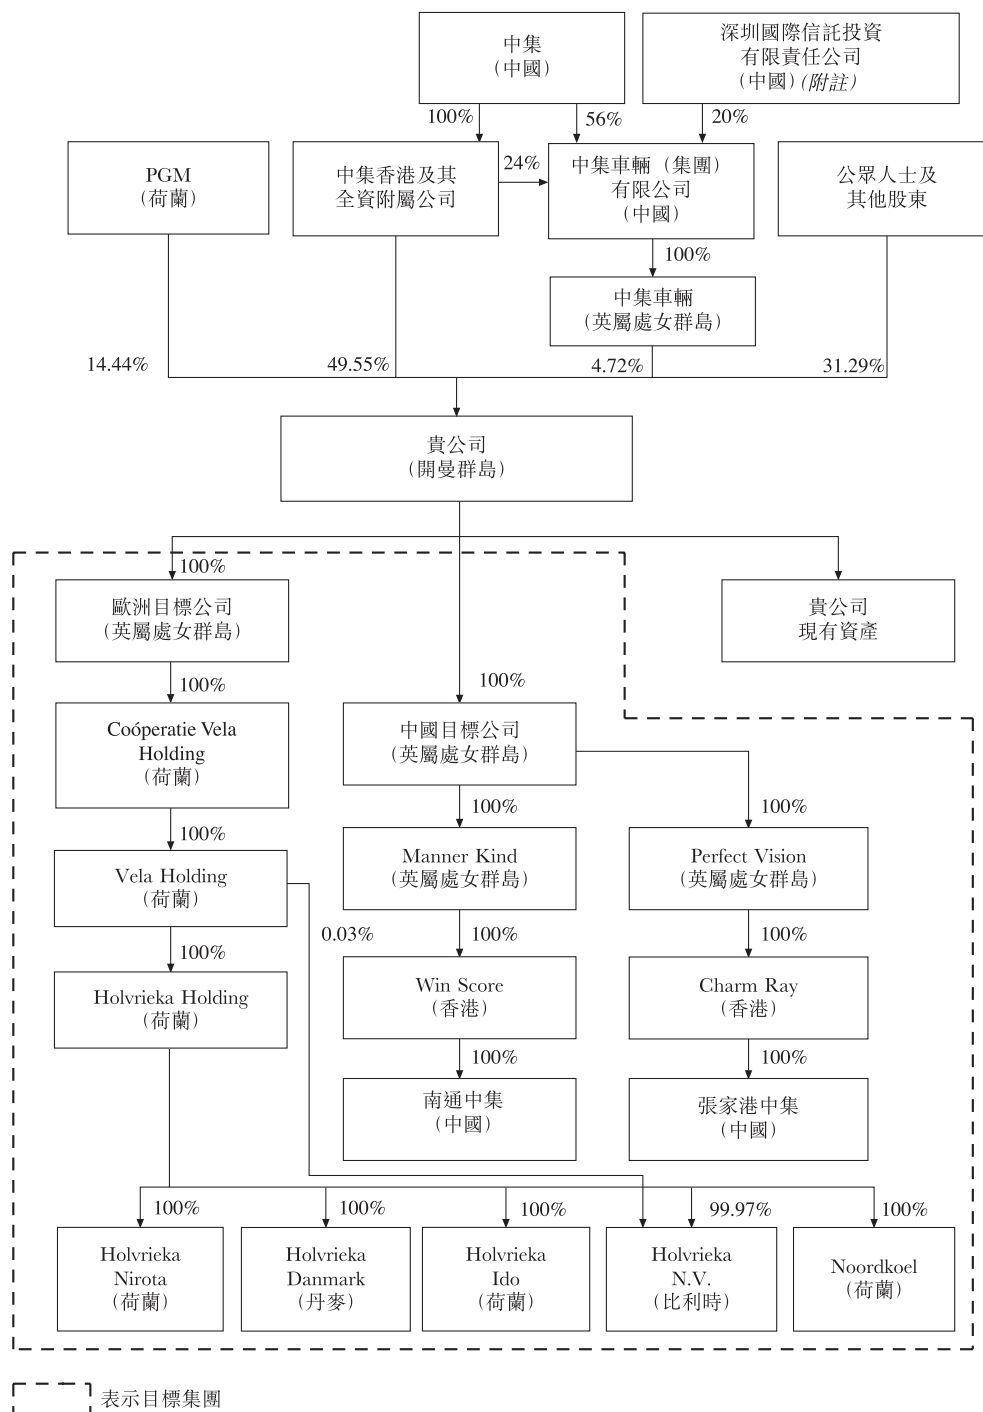 中集
（中國）
深圳國際信託投資
有限責任公司
（中國）(附註)
100%
56%
20%
PGM
（荷蘭）
中集香港及其
全資附屬公司
24%
中集車輛（集團）
有限公司
（中國）
公眾人士及
其他股東
100%
中集車輛
（英屬處女群島）
14.44%
49.55%
4.72%
31.29%
貴公司
（開曼群島）
100%
歐洲目標公司
（英屬處女群島）
貴公司
現有資產
100%
100%
Coóperatie Vela
Holding
（荷蘭）
中國目標公司
（英屬處女群島）
100%
100%
100%
Vela Holding
（荷蘭）
Manner Kind
（英屬處女群島）
Perfect Vision
（英屬處女群島）
100%
0.03%
100%
100%
Holvrieka Holding
（荷蘭）
Win Score
（香港）
Charm Ray
（香港）
100%
100%
南通中集
（中國）
張家港中集
（中國）
100%
100%
100%
99.97%
100%
Holvrieka
Nirota
（荷蘭）
Holvrieka
Danmark
（丹麥）
Holvrieka
Ido
（荷蘭）
Holvrieka
N.V.
（比利時）
Noordkoel
（荷蘭）
表示目標集團